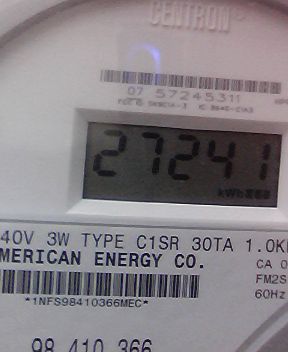 CENTRON
07 57245311
27241
kWh
40V 3W TYPE C1SR 30TA 1.0K
MERICAN ENERGY CO.
CA 0
FM2S
60Hz
*1NFS98410366MEC*
98 410 366